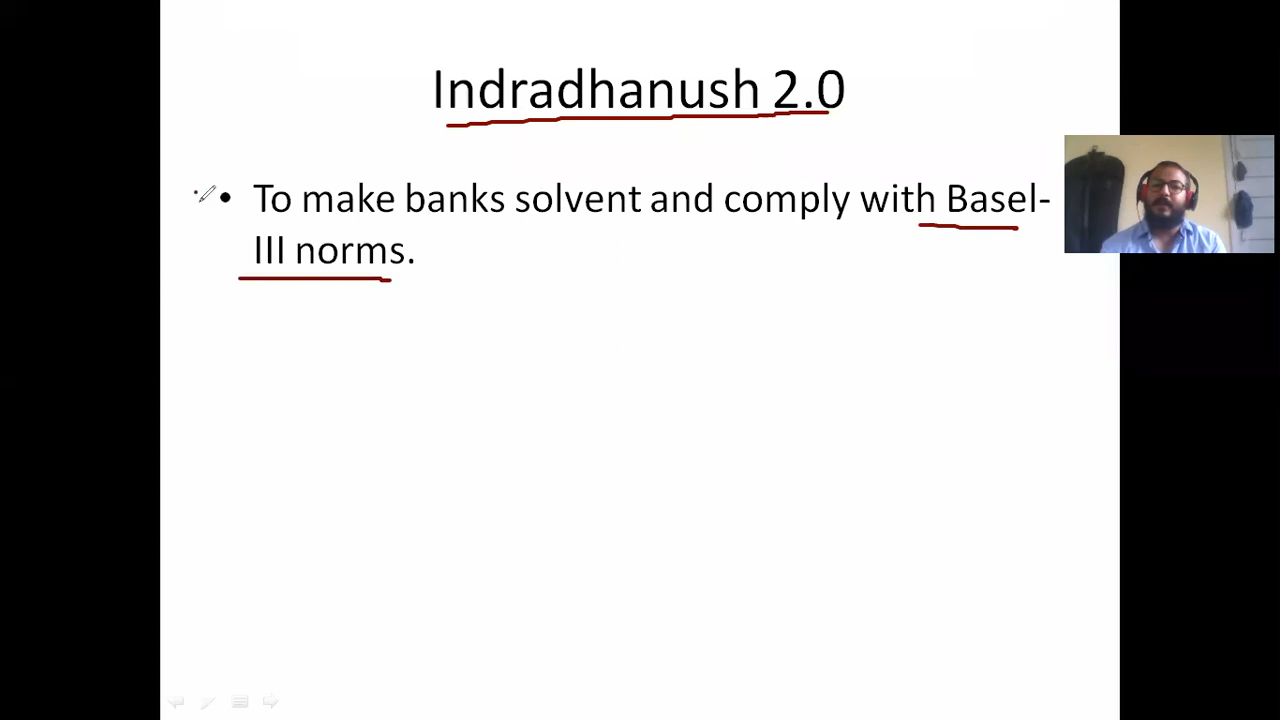 Indradhanush 2.0
• To make banks solvent and comply with Basel-
III norms.